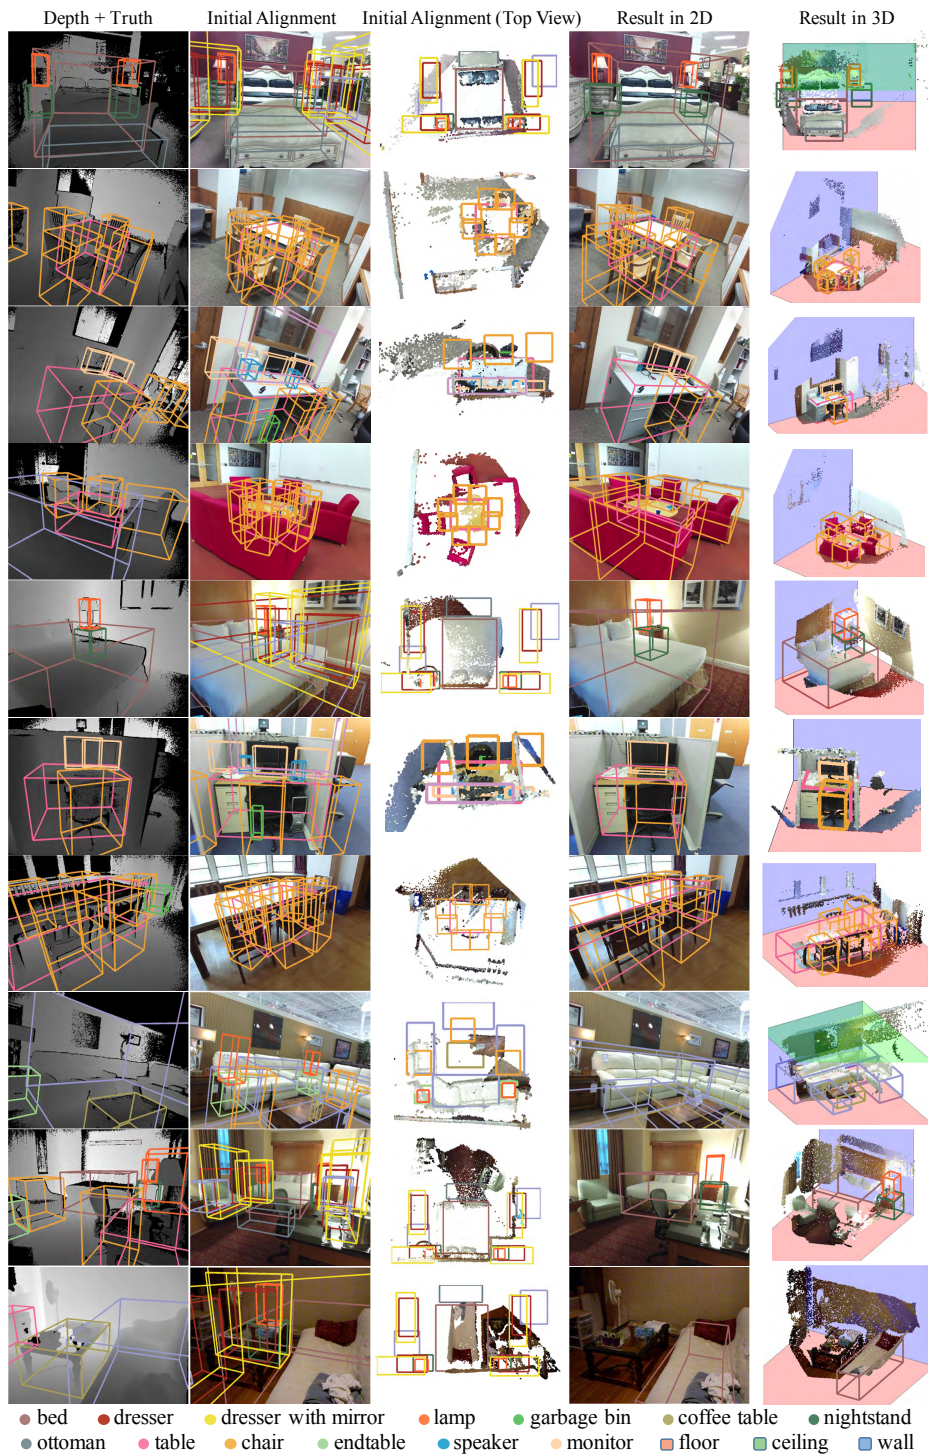 Depth + Truth Initial Alignment Initial Alignment (Top View) Result in 2D Result in 3D
bed dresser dresser with mirror lamp garbage bin coffee table nightstand
ottoman table chair endtable speaker monitor floor ceiling wall